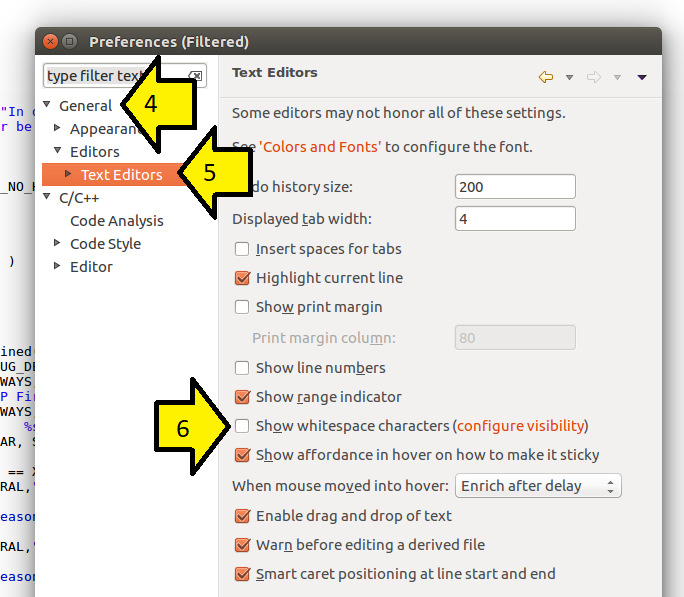 Preferences (Filtered)
type filter tex
Text Editors
"In
r be
_NO_
)
ined
UG_DE
WAYS
P Fir
WAYS
%s
AR, S
==
RAL,"
eason
RAL,"
eason
General
Appearan
Editors
Text Editors
C/C++
Code Analysis
Code Style
Editor
4
5
6
Some editors may not honor all of these settings.
See 'Colors and Fonts' to configure the font.
do history size: 200
Displayed tab width: 4
Insert spaces for tabs
Highlight current line
Show print margin
Print margin column: 80
Show line numbers
Show range indicator
Show whitespace characters (configure visibility)
Show affordance in hover on how to make it sticky
When mouse moved into hover: Enrich after delay
Enable drag and drop of text
Warn before editing a derived file
Smart caret positioning at line start and end